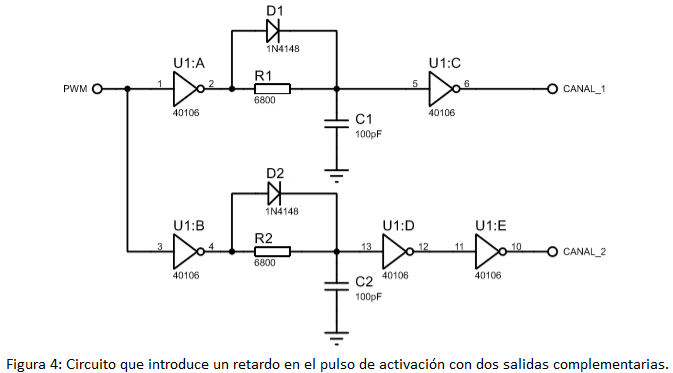 D1
1N4148
U1:A
R1
U1:C
PWM
1
2
5
6
CANAL_1
40106
6800
40106
C1
100pF
D2
1N4148
U1:B
R2
U1:D
U1:E
3
4
13
12
11
10
CANAL_2
40106
6800
40106
40106
C2
100pF
Figura 4: Circuito que introduce un retardo en el pulso de activación con dos salidas complementarias.